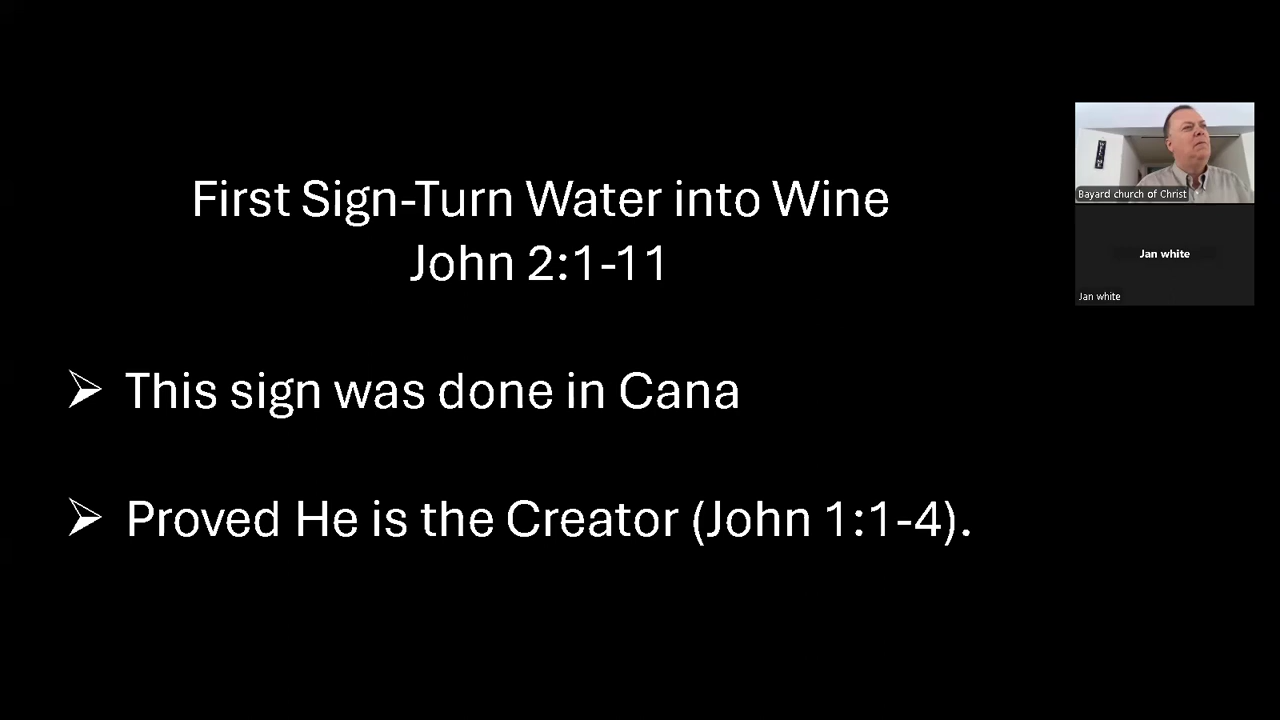 First Sign-Turn Water into Wine
John 2:1-11
➢ This sign was done in Cana
➢ Proved He is the Creator (John 1:1-4).
Bayard church of Christ
Jan white
Jan white